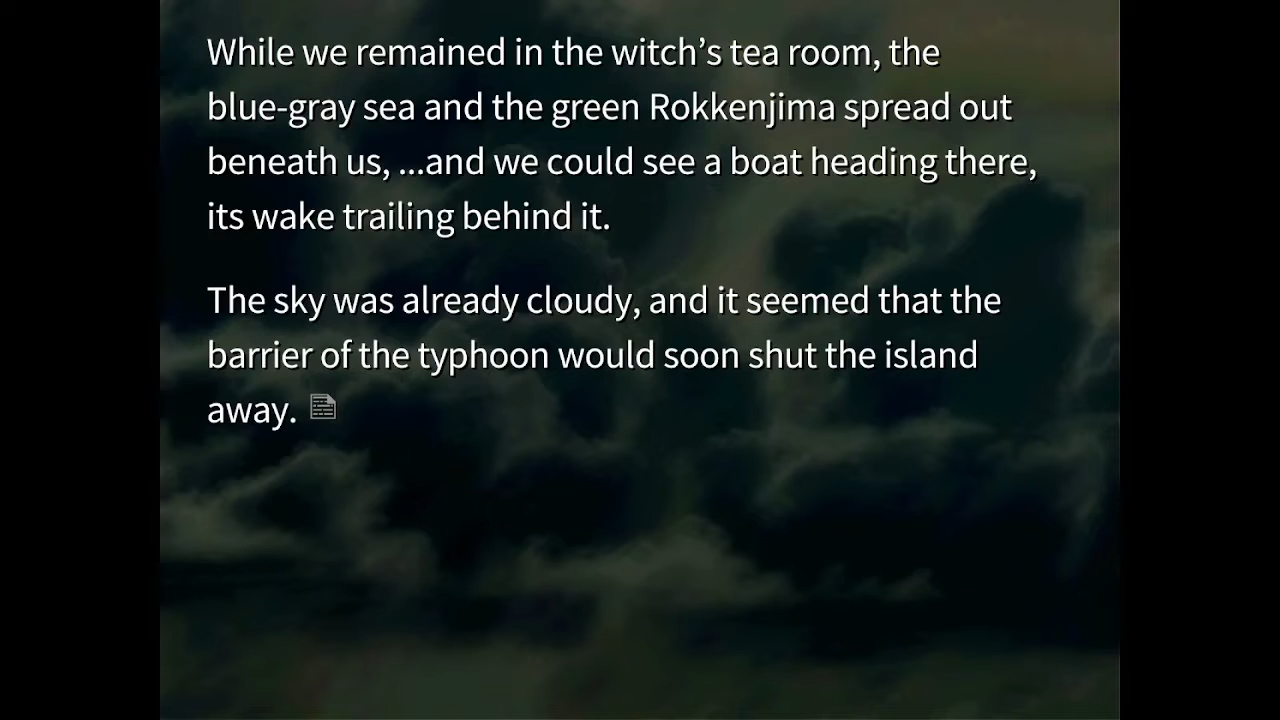 While we remained in the witch’s tea room, the
blue-gray sea and the green Rokkenjima spread out
beneath us, ...and we could see a boat heading there,
its wake trailing behind it.
The sky was already cloudy, and it seemed that the
barrier of the typhoon would soon shut the island
away.